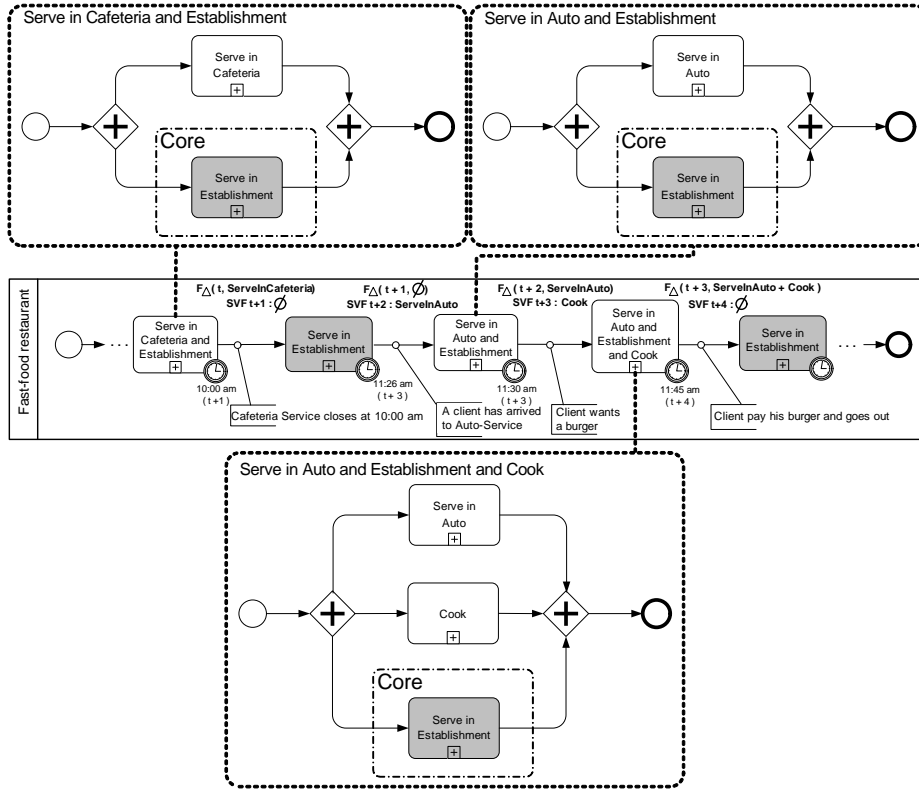 Serve in Cafeteria and Establishment
Serve in
Cafeteria
Core
Serve in
Establishment
Serve in Auto and Establishment
Serve in
Auto
Core
Serve in
Establishment
Fast-food restaurant
F△( t, ServeInCafeteria)
SVF t+1 : ∅
F△( t + 1, ∅)
SVF t+2 : ServeInAuto
F△( t + 2, ServeInAuto)
SVF t+3 : Cook
F△( t + 3, ServeInAuto + Cook )
SVF t+4 : ∅
. . .
Serve in
Cafeteria and
Establishment
10:00 am
( t+1)
Cafeteria Service closes at 10:00 am
Serve in
Establishment
11:26 am
( t + 3)
A client has arrived
to Auto-Service
Serve in
Auto and
Establishment
11:30 am
( t + 3)
Client wants
a burger
Serve in
Auto and
Establishment
and Cook
11:45 am
( t + 4)
Client pay his burger and goes out
Serve in
Establishment
. . .
Serve in Auto and Establishment and Cook
Serve in
Auto
Cook
Core
Serve in
Establishment